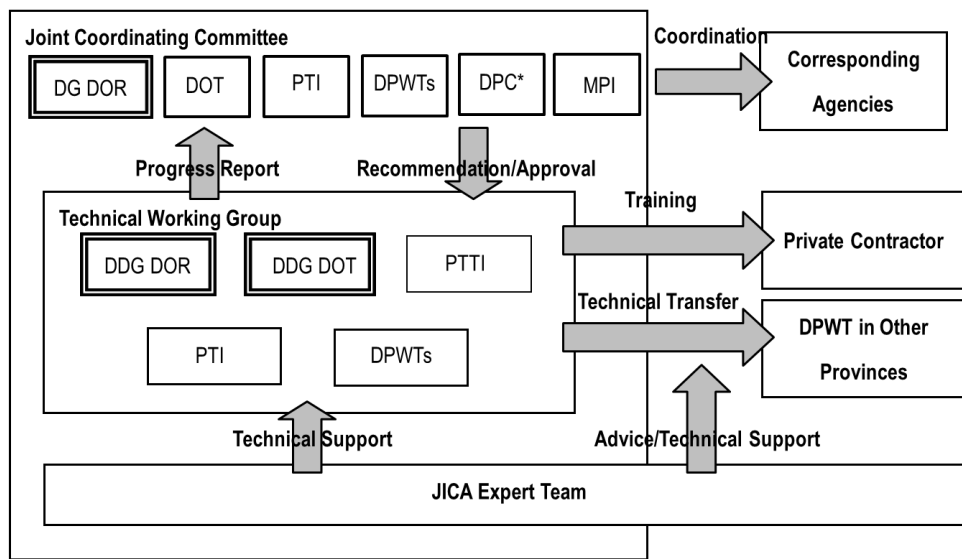 Joint Coordinating Committee
DG DOR
DOT
PTI
DPWTs
DPC*
MPI
Coordination
Corresponding
Agencies
Progress Report
Recommendation/Approval
Technical Working Group
DDG DOR
DDG DOT
PTTI
PTI
DPWTs
Training
Private Contractor
Technical Transfer
DPWT in Other
Provinces
Technical Support
Advice/Technical Support
JICA Expert Team